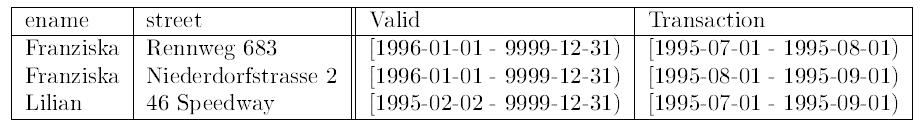 ename street Valid Transaction
Franziska Rennweg 683 [1996-01-01 - 9999-12-31) [1995-07-01 - 1995-08-01)
Franziska Niederdorfstrasse 2 [1996-01-01 - 9999-12-31) [1995-08-01 - 1995-09-01)
Lilian 46 Speedway [1995-02-02 - 9999-12-31) [1995-07-01 - 1995-09-01)